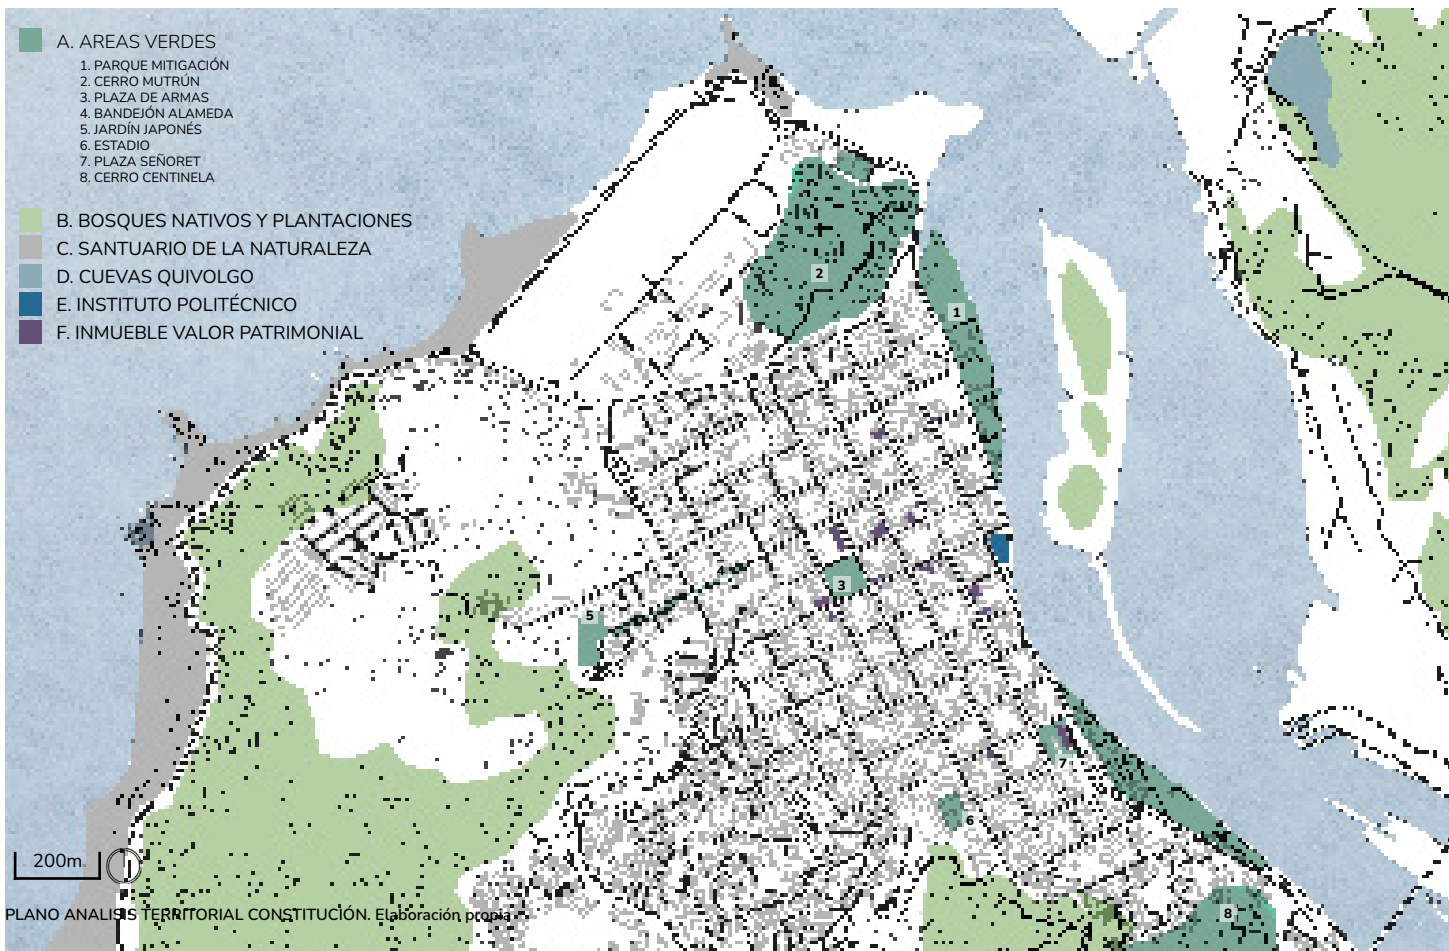 A. AREAS VERDES
1. PARQUE MITIGACIÓN
2. CERRO MUTRÚN
3. PLAZA DE ARMAS
4. BANDEJÓN ALAMEDA
5. JARDÍN JAPONÉS
6. ESTADIO
7. PLAZA SEÑORET
8. CERRO CENTINELA
B. BOSQUES NATIVOS Y PLANTACIONES
C. SANTUARIO DE LA NATURALEZA
D. CUEVAS QUIVOLGO
E. INSTITUTO POLITÉCNICO
F. INMUEBLE VALOR PATRIMONIAL
2
1
4
3
5
7
6
8
200m
PLANO ANALISIS TERRITORIAL CONSTITUCIÓN. Elaboración propia